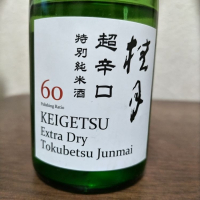 桂月
超辛口
特別純米酒
60
Polishing Ratio
KEIGETSU
Extra Dry
Tokubetsu Junmai